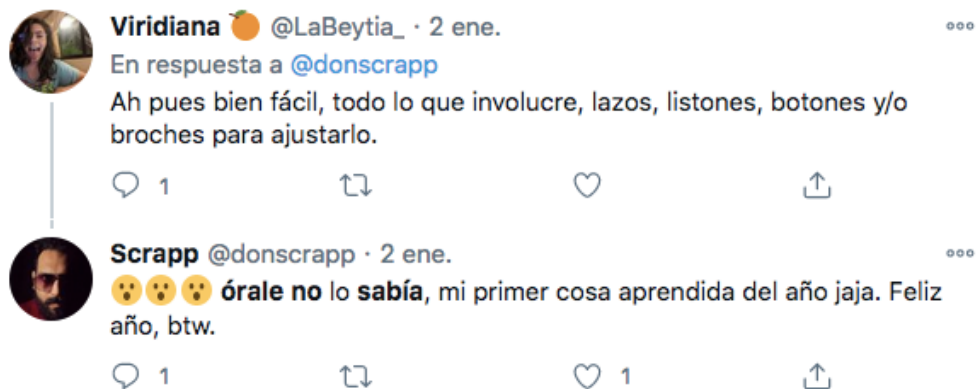 Viridiana 🍊 @LaBeytia_ · 2 ene.
En respuesta a @donscrapp
Ah pues bien fácil, todo lo que involucre, lazos, listones, botones y/o
broches para ajustarlo.
1
Scrapp @donscrapp · 2 ene.
😮😮😮 órale no lo sabía, mi primer cosa aprendida del año jaja. Feliz
año, btw.
1 1